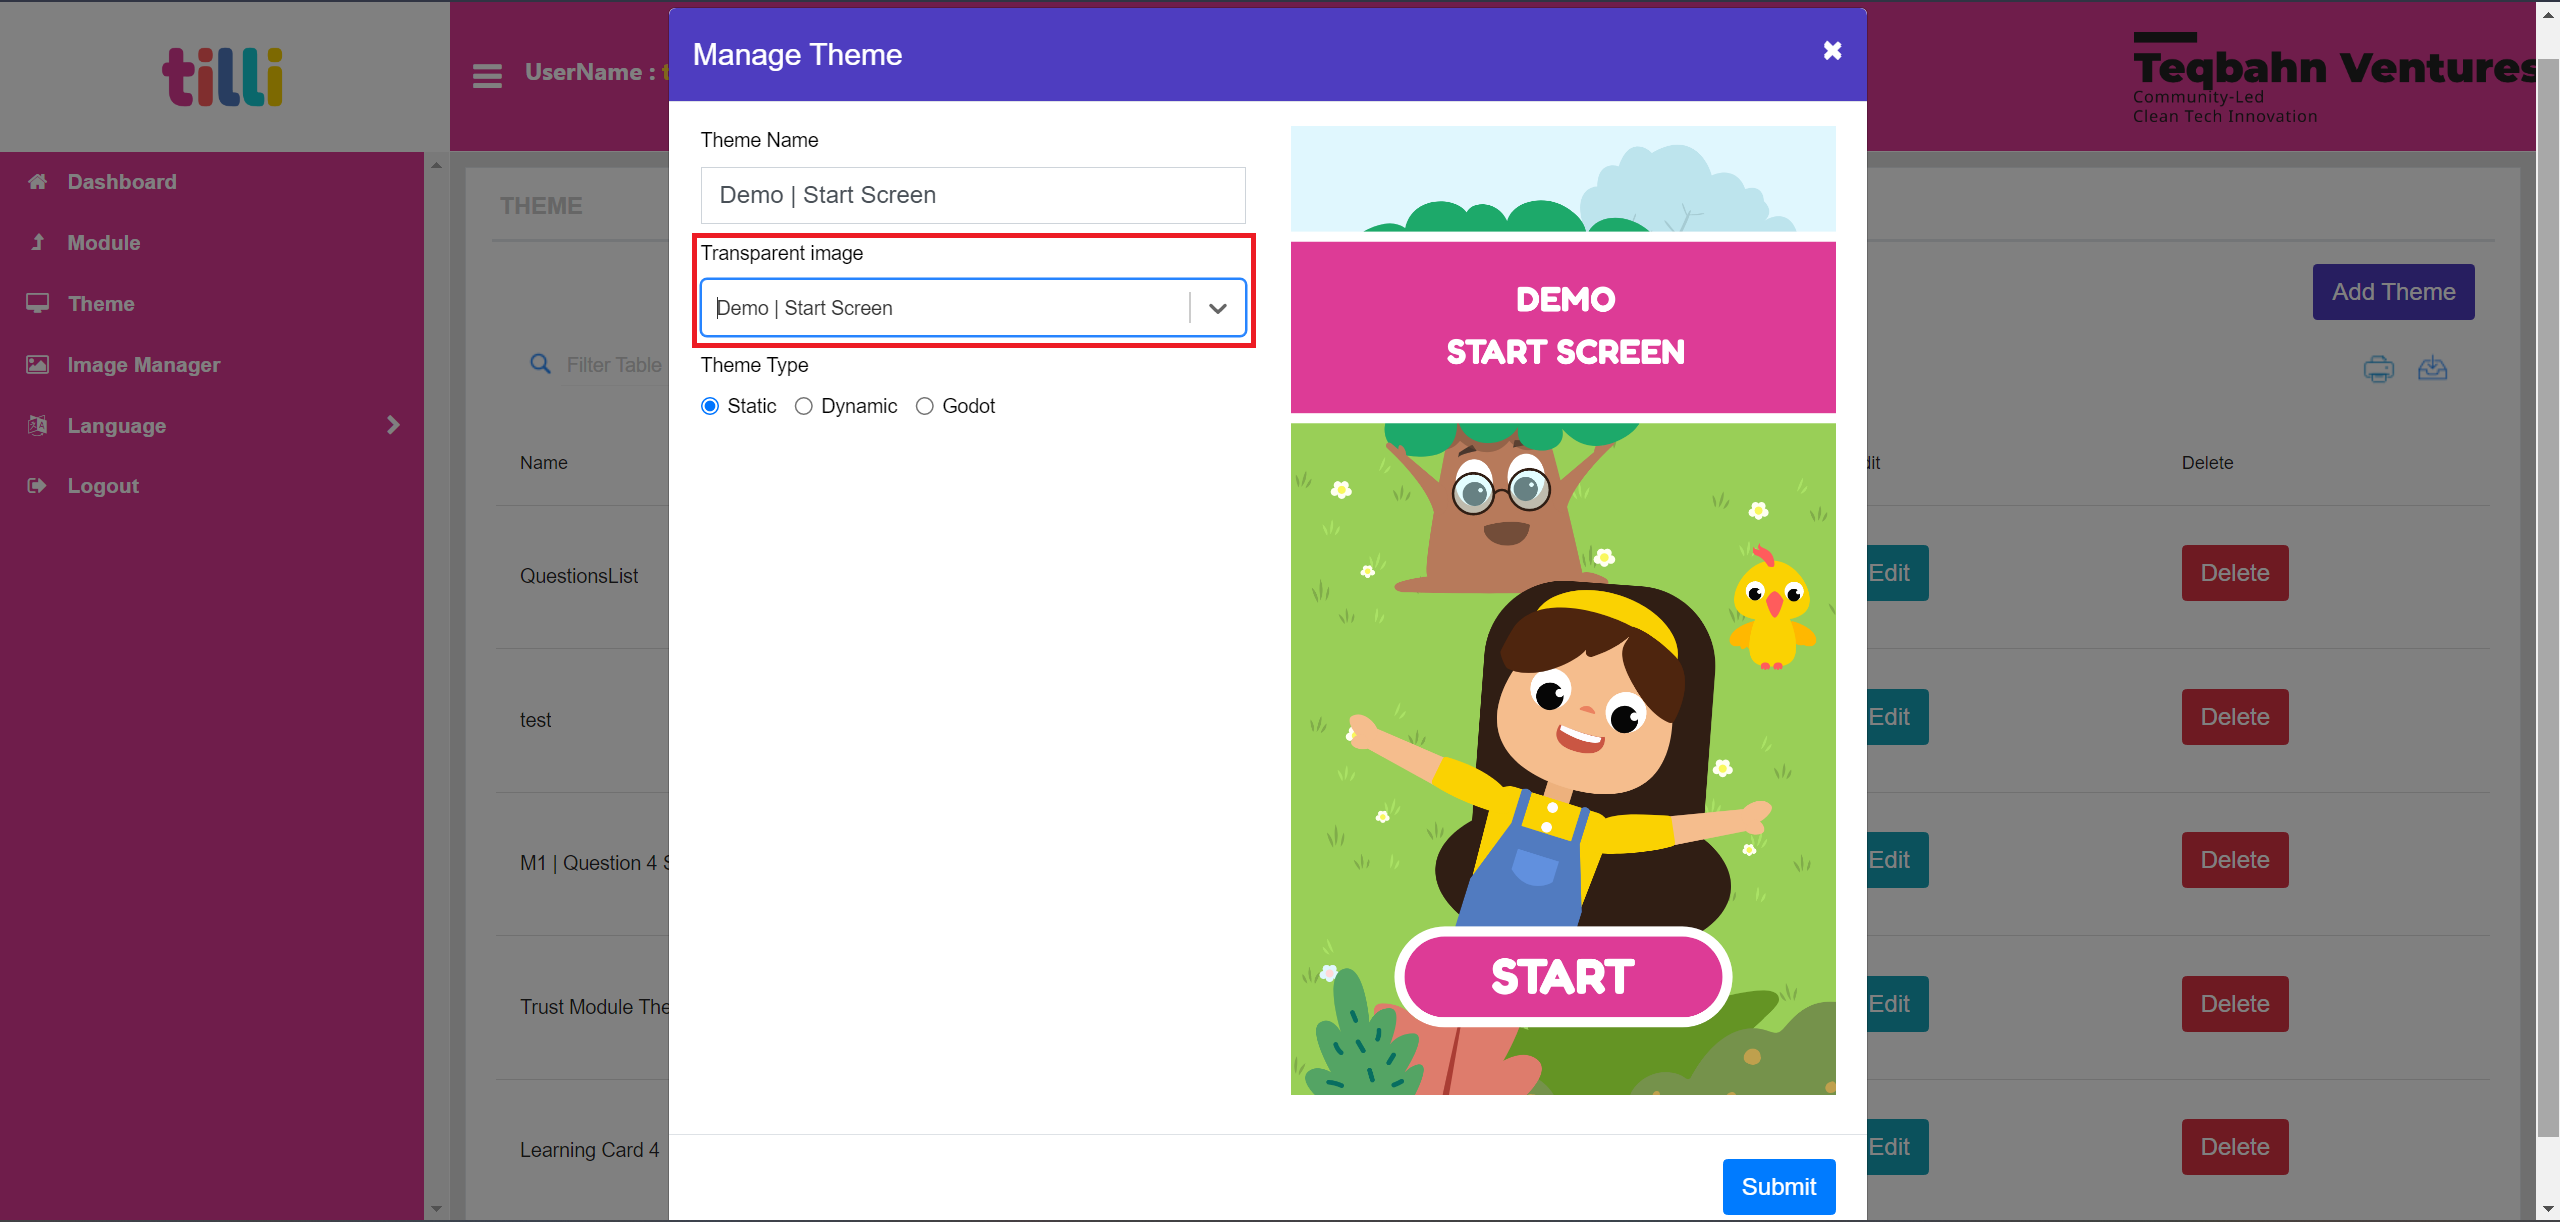 tilli
UserName : t
Manage Theme
Teqbahn Ventures
Community-Led
Clean Tech Innovation
Dashboard
Module
Theme
Image Manager
Language
Logout
THEME
Add Theme
Filter Table
Name
Delete
QuestionsList
Edit
Delete
test
Edit
Delete
M1 | Question 4 S
Edit
Delete
Trust Module The
Edit
Delete
Learning Card 4
Edit
Delete
Theme Name
Demo | Start Screen
Transparent image
Demo | Start Screen
Theme Type
Static Dynamic Godot
DEMO
START SCREEN
START
Submit